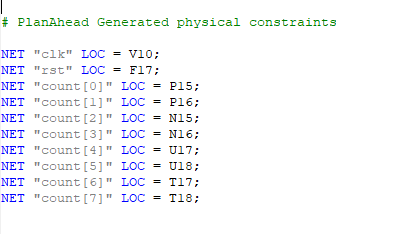 # PlanAhead Generated physical constraints
NET "clk" LOC = V10;
NET "rst" LOC = F17;
NET "count[0]" LOC = P15;
NET "count[1]" LOC = P16;
NET "count[2]" LOC = N15;
NET "count[3]" LOC = N16;
NET "count[4]" LOC = U17;
NET "count[5]" LOC = U18;
NET "count[6]" LOC = T17;
NET "count[7]" LOC = T18;